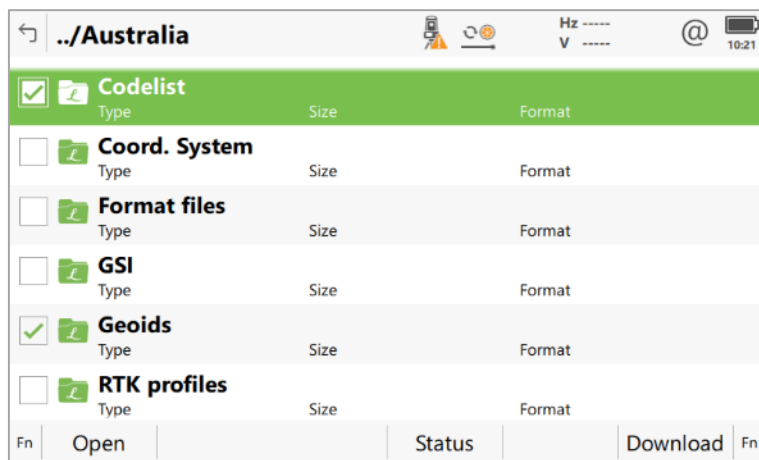 ../Australia
Hz -----
V -----
@
10:21
Codelist
Type Size Format
Coord. System
Type Size Format
Format files
Type Size Format
GSI
Type Size Format
Geoids
Type Size Format
RTK profiles
Type Size Format
Fn Open Status Download Fn